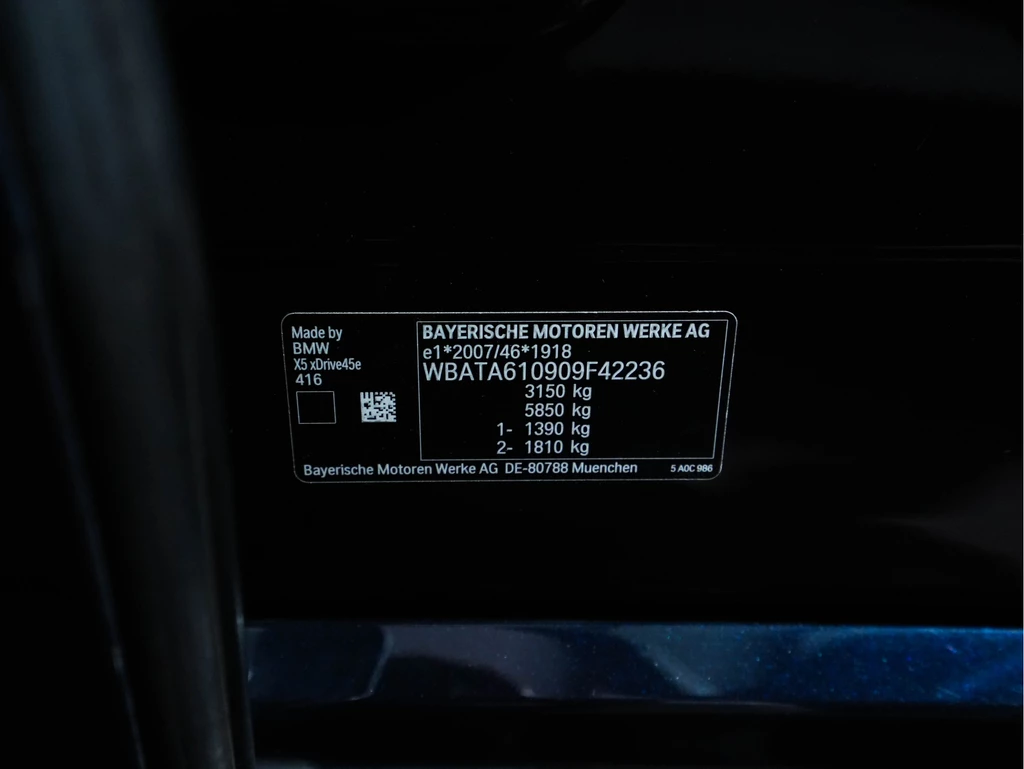 Made by
BMW
X5 xDrive45e
416
BAYERISCHE MOTOREN WERKE AG
e1*2007/46*1918
WBATA610909F42236
3150 kg
5850 kg
1- 1390 kg
2- 1810 kg
Bayerische Motoren Werke AG DE-80788 Muenchen
5 A0C 986